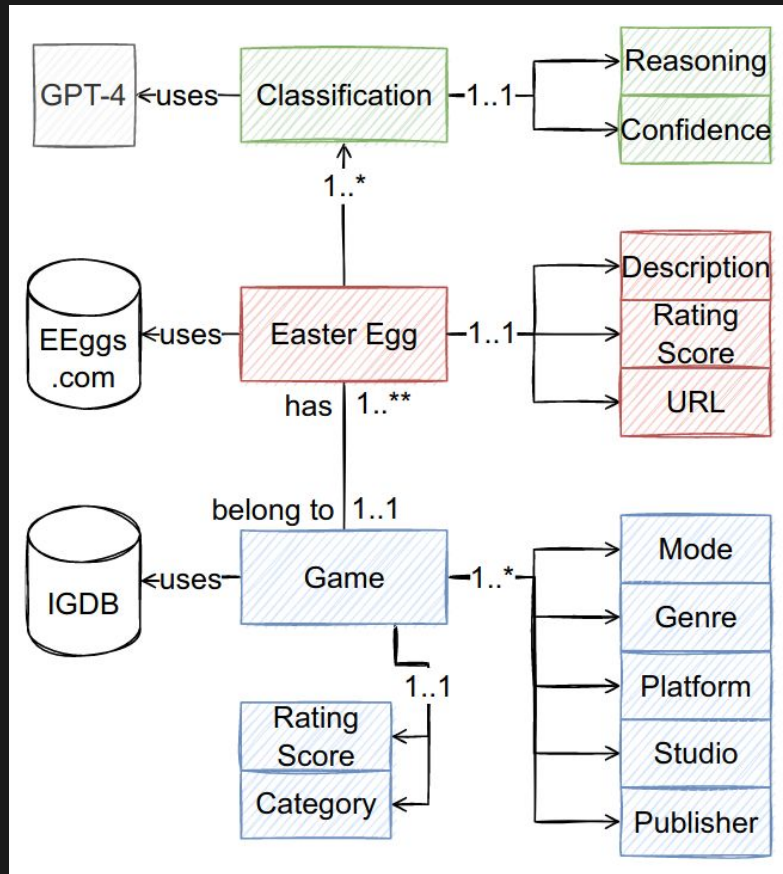 GPT-4
uses
Classification
1..1
Reasoning
Confidence
1..*
EEggs
.com
uses
Easter Egg
1..1
Description
Rating
Score
URL
has
1..**
belong to
1..1
IGDB
uses
Game
1..*
Mode
Genre
Platform
Studio
Publisher
1..1
Rating
Score
Category